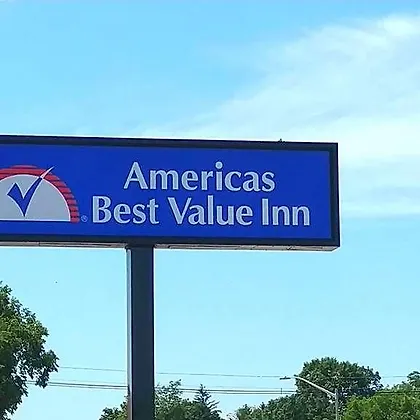 Americas
Best Value Inn